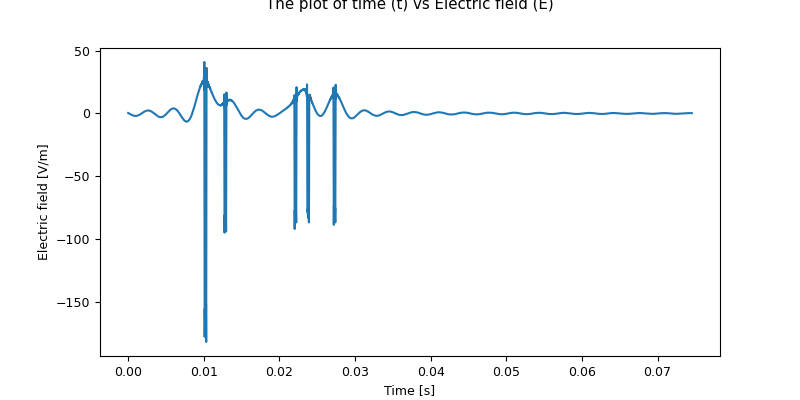 The plot of time (t) vs Electric field (E)
Electric field [V/m]
50
0
−50
−100
−150
0.00 0.01 0.02 0.03 0.04 0.05 0.06 0.07
Time [s]